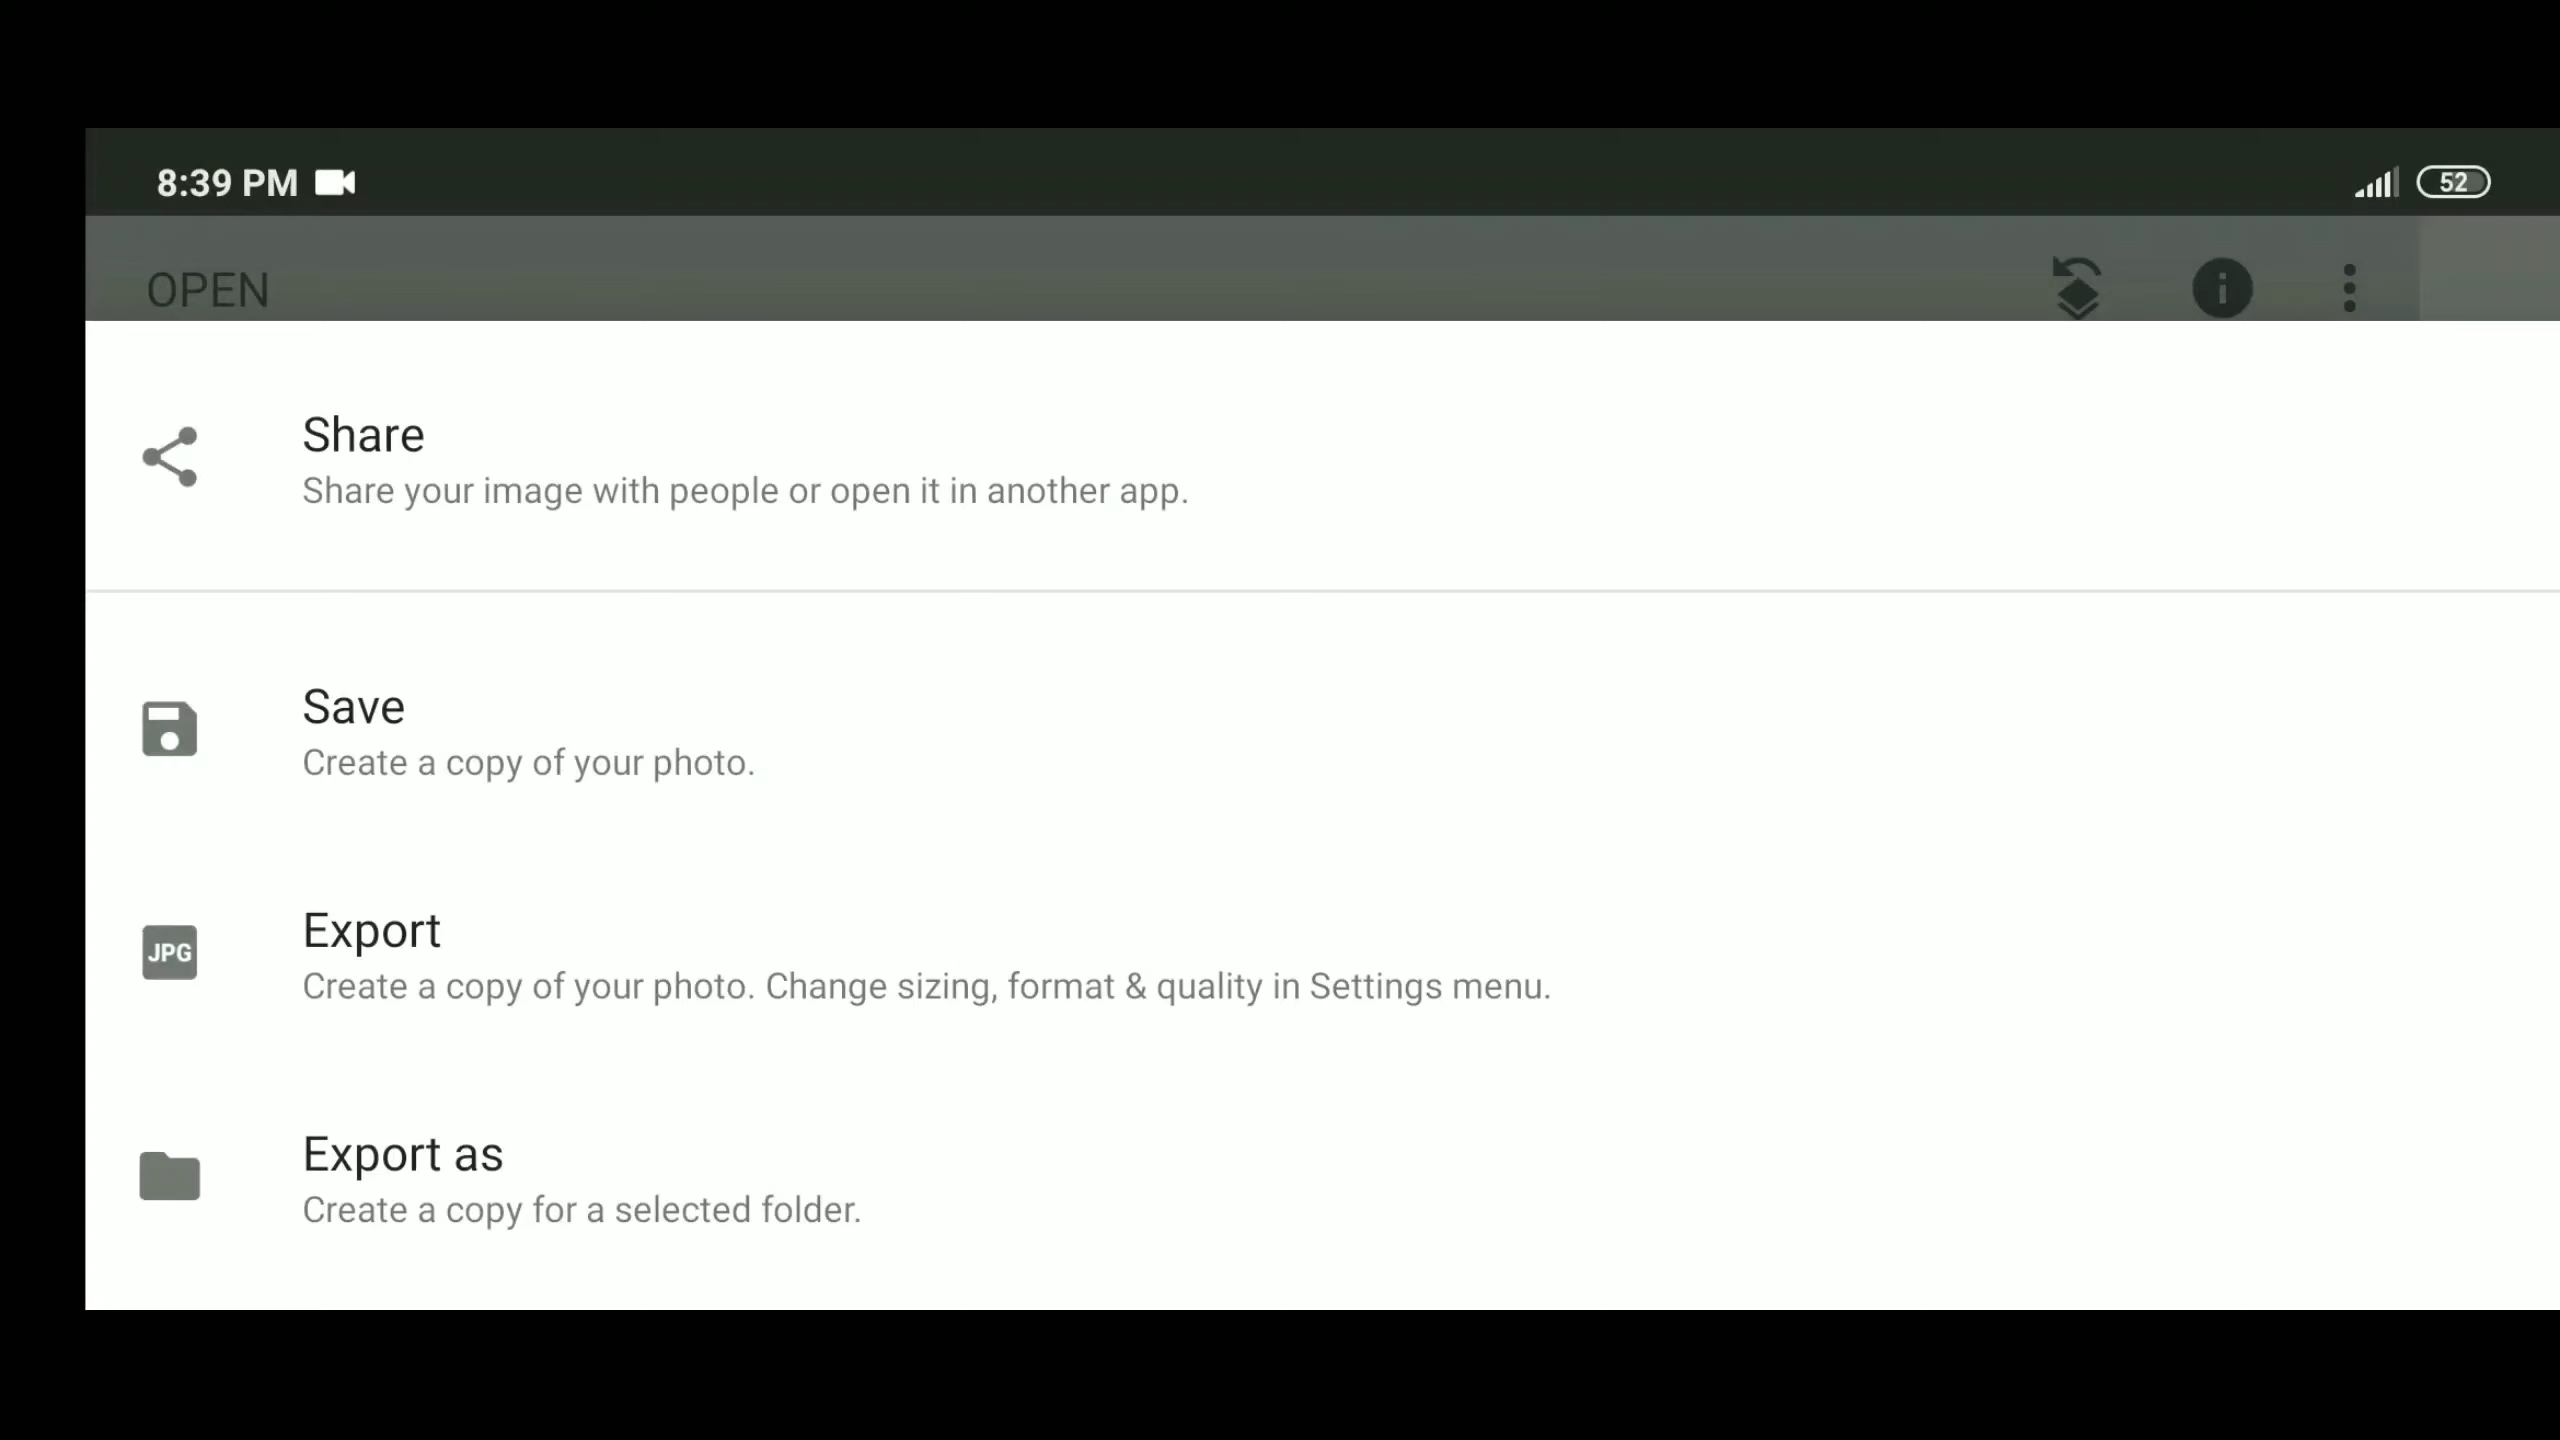 8:39 PM
52
OPEN
Share
Share your image with people or open it in another app.
Save
Create a copy of your photo.
JPG
Export
Create a copy of your photo. Change sizing, format & quality in Settings menu.
Export as
Create a copy for a selected folder.